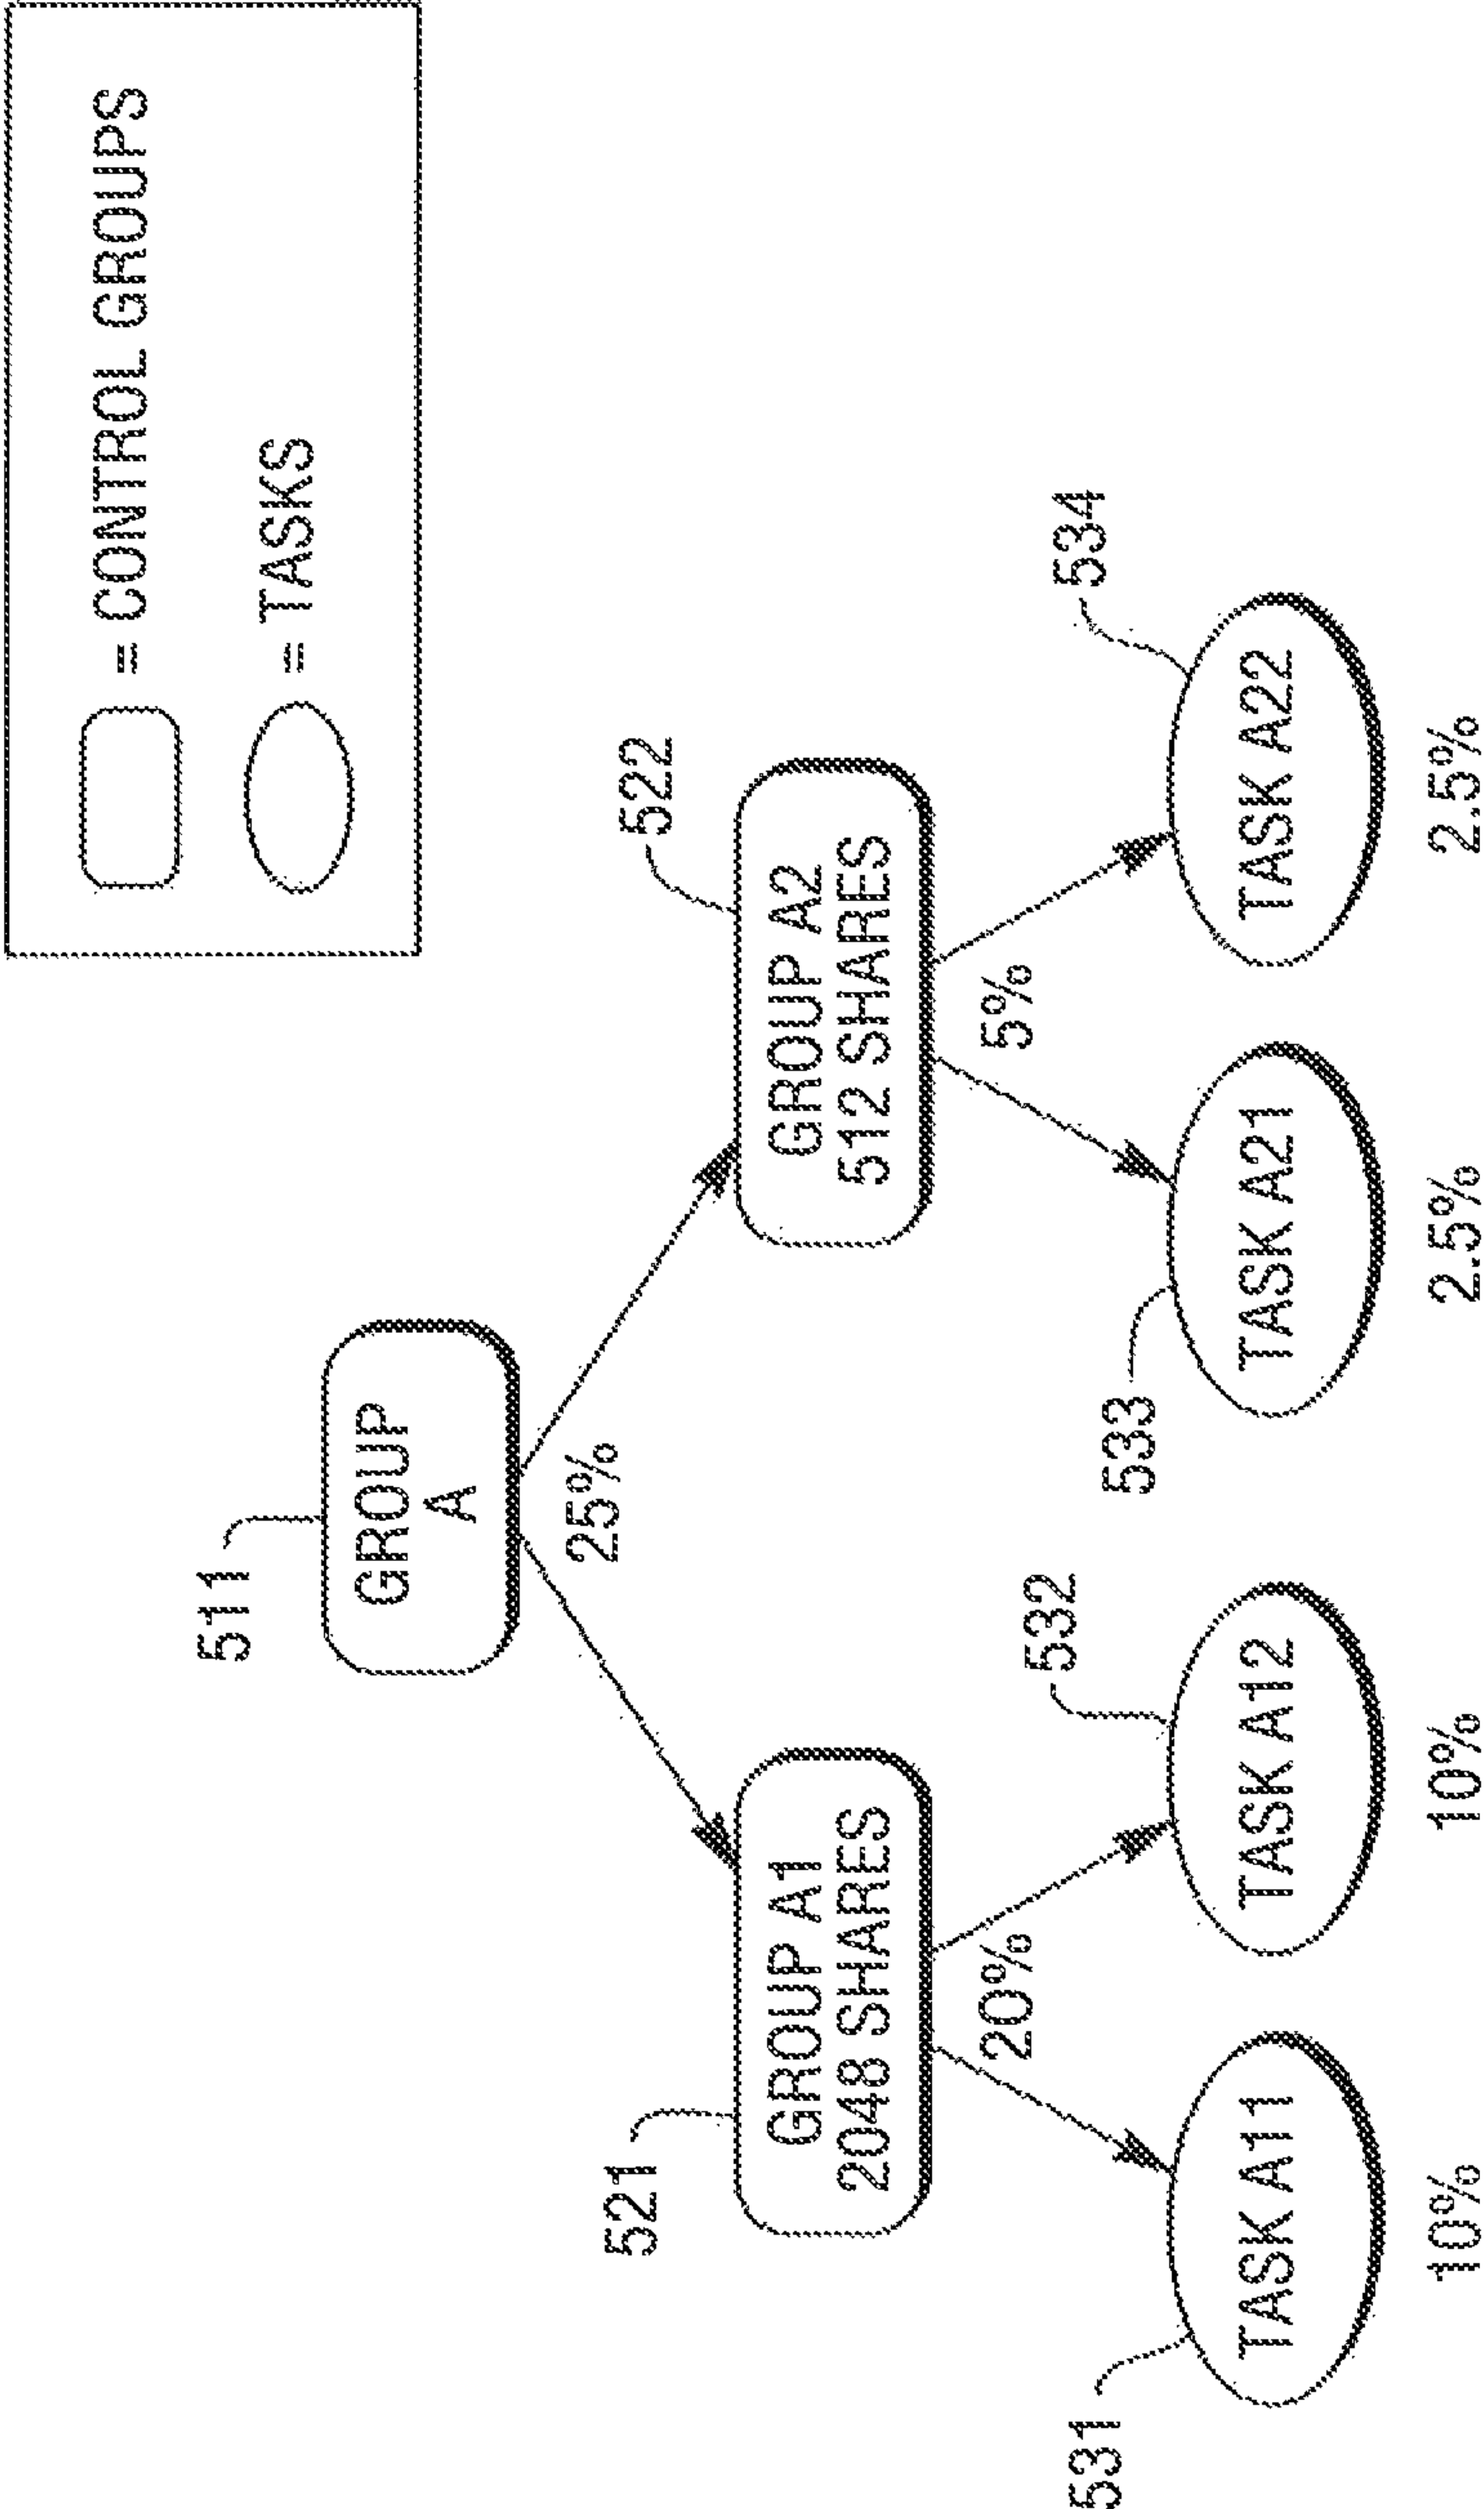 = CONTROL GROUPS
= TASKS
511
GROUP
A
25%
521
GROUP A1
2048 SHARES
20%
522
GROUP A2
512 SHARES
5%
531
TASK A11
10%
532
TASK A12
10%
533
TASK A21
2.5%
534
TASK A22
2.5%